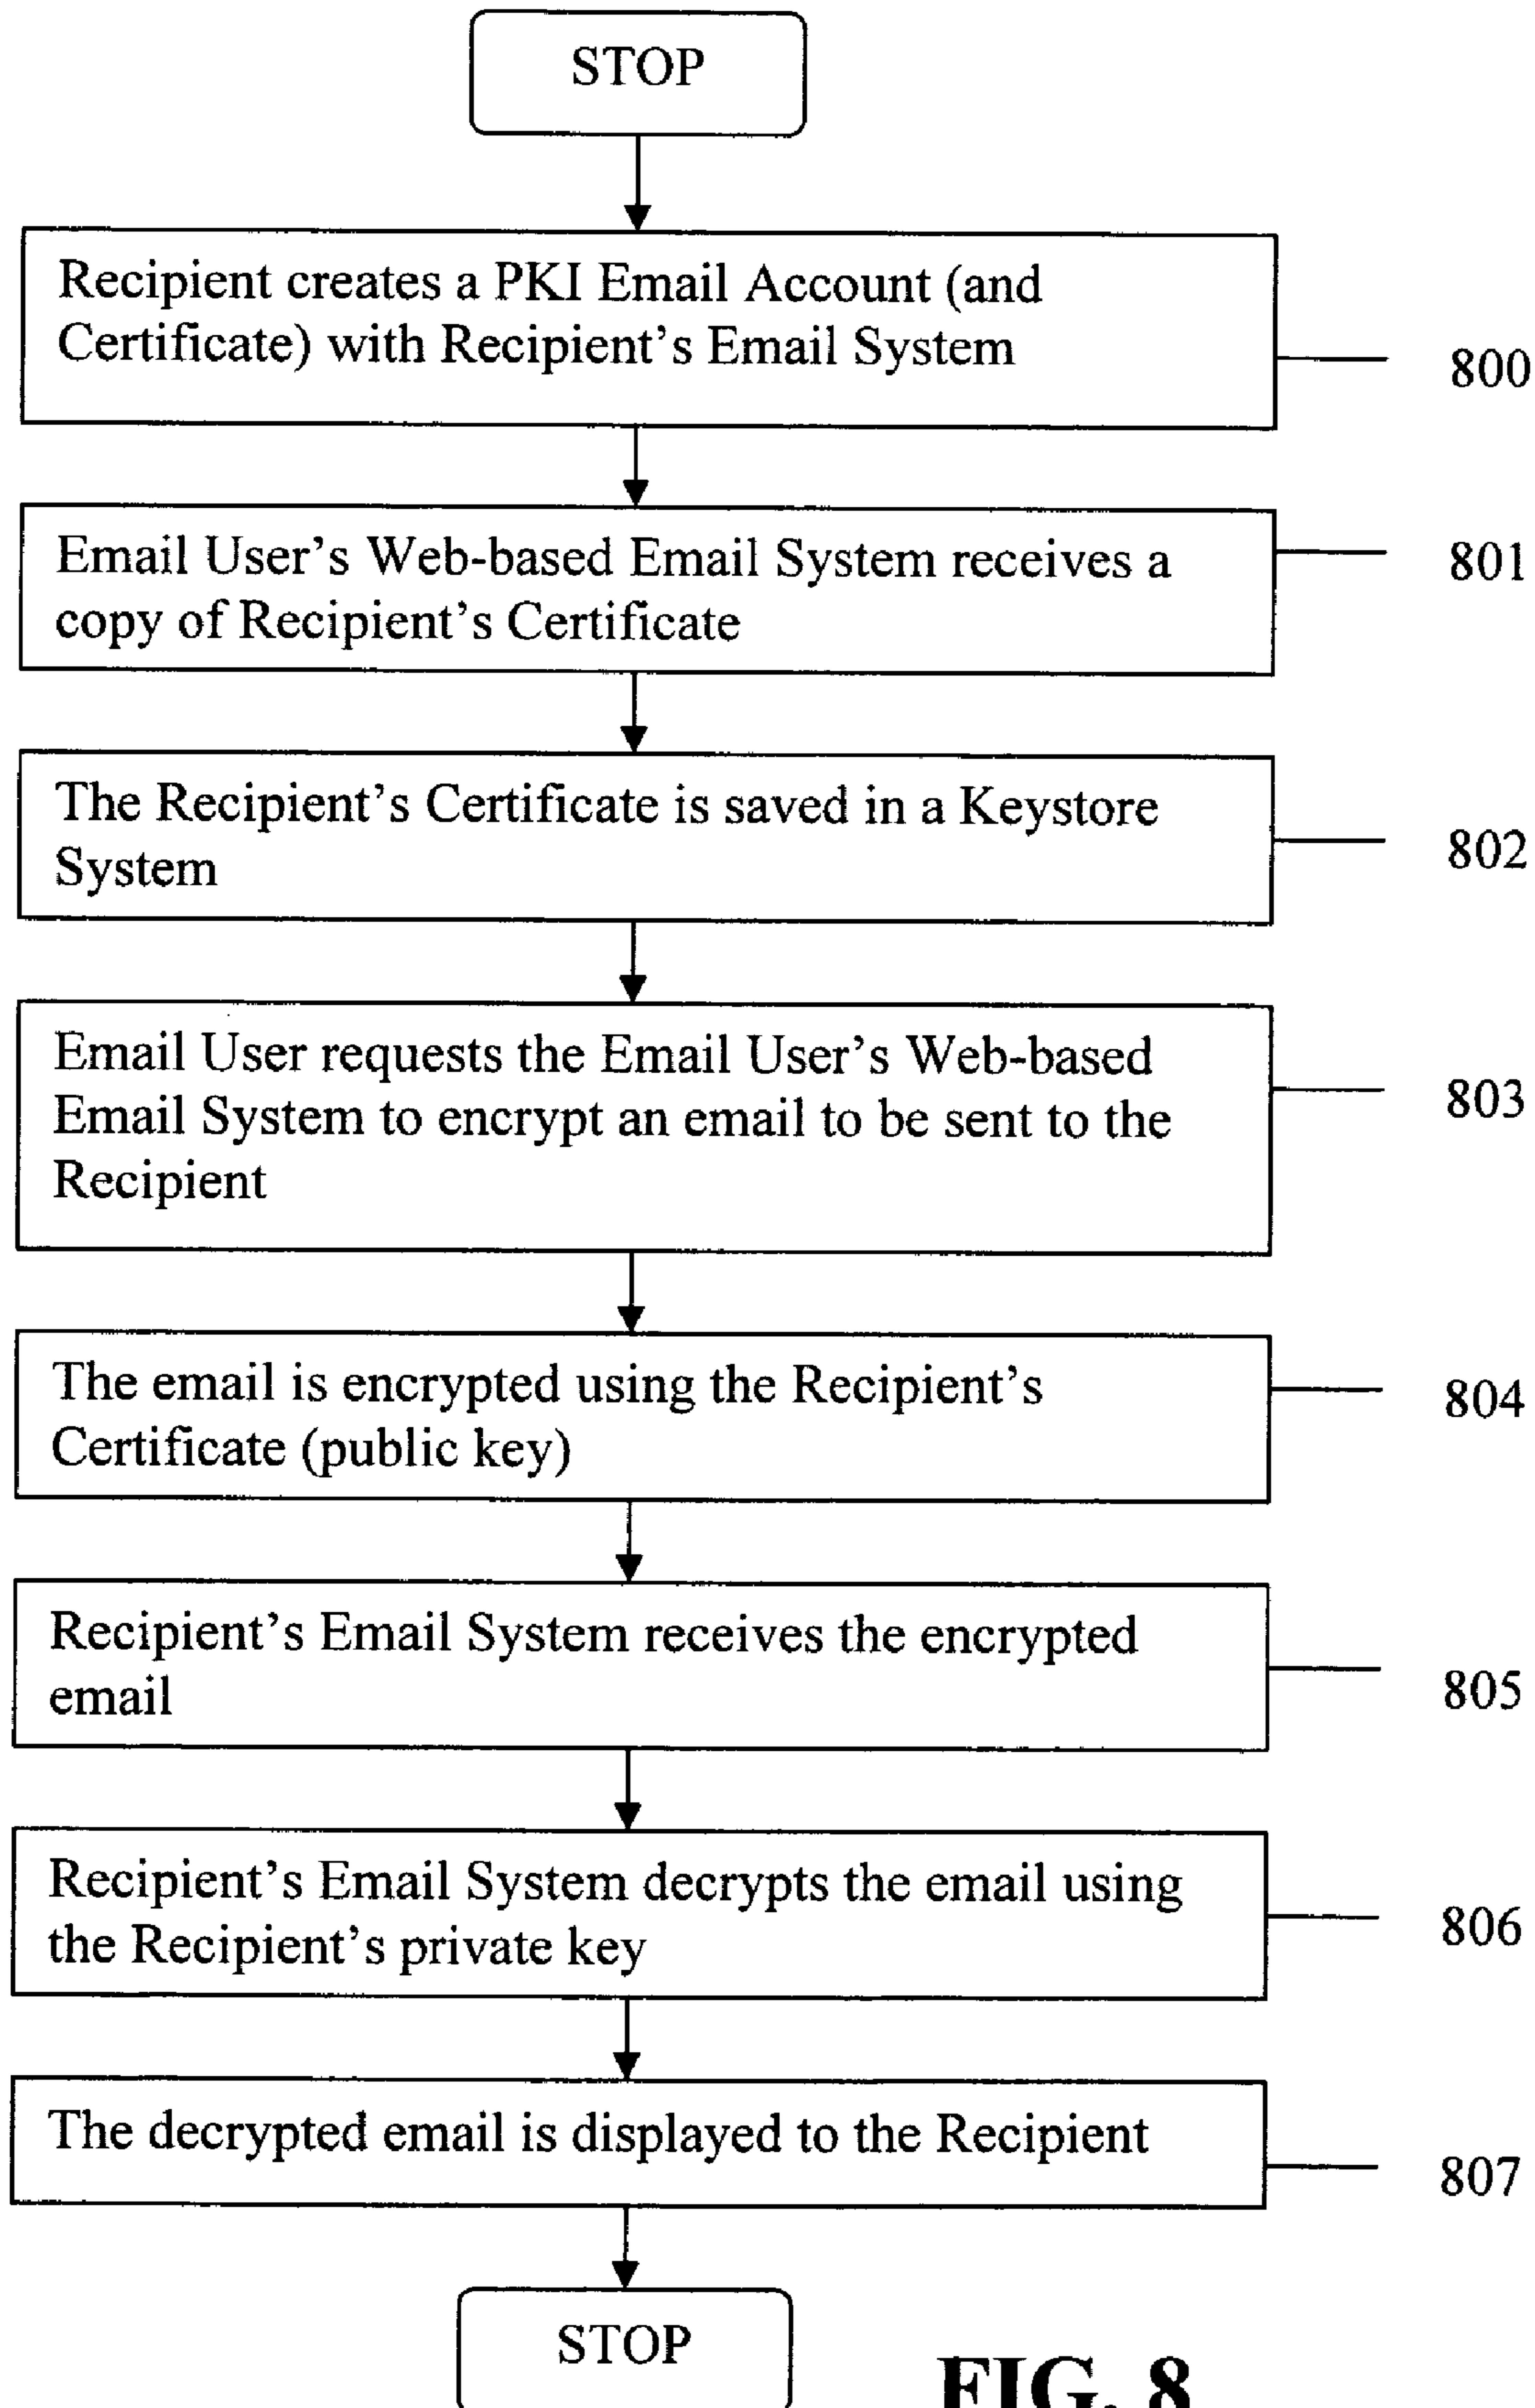 STOP
Recipient creates a PKI Email Account (and
Certificate) with Recipient's Email System
800
Email User's Web-based Email System receives a
copy of Recipient's Certificate
801
The Recipient's Certificate is saved in a Keystore
System
802
Email User requests the Email User's Web-based
Email System to encrypt an email to be sent to the
Recipient
803
The email is encrypted using the Recipient's
Certificate (public key)
804
Recipient's Email System receives the encrypted
email
805
Recipient's Email System decrypts the email using
the Recipient's private key
806
The decrypted email is displayed to the Recipient
807
STOP
FIG. 8